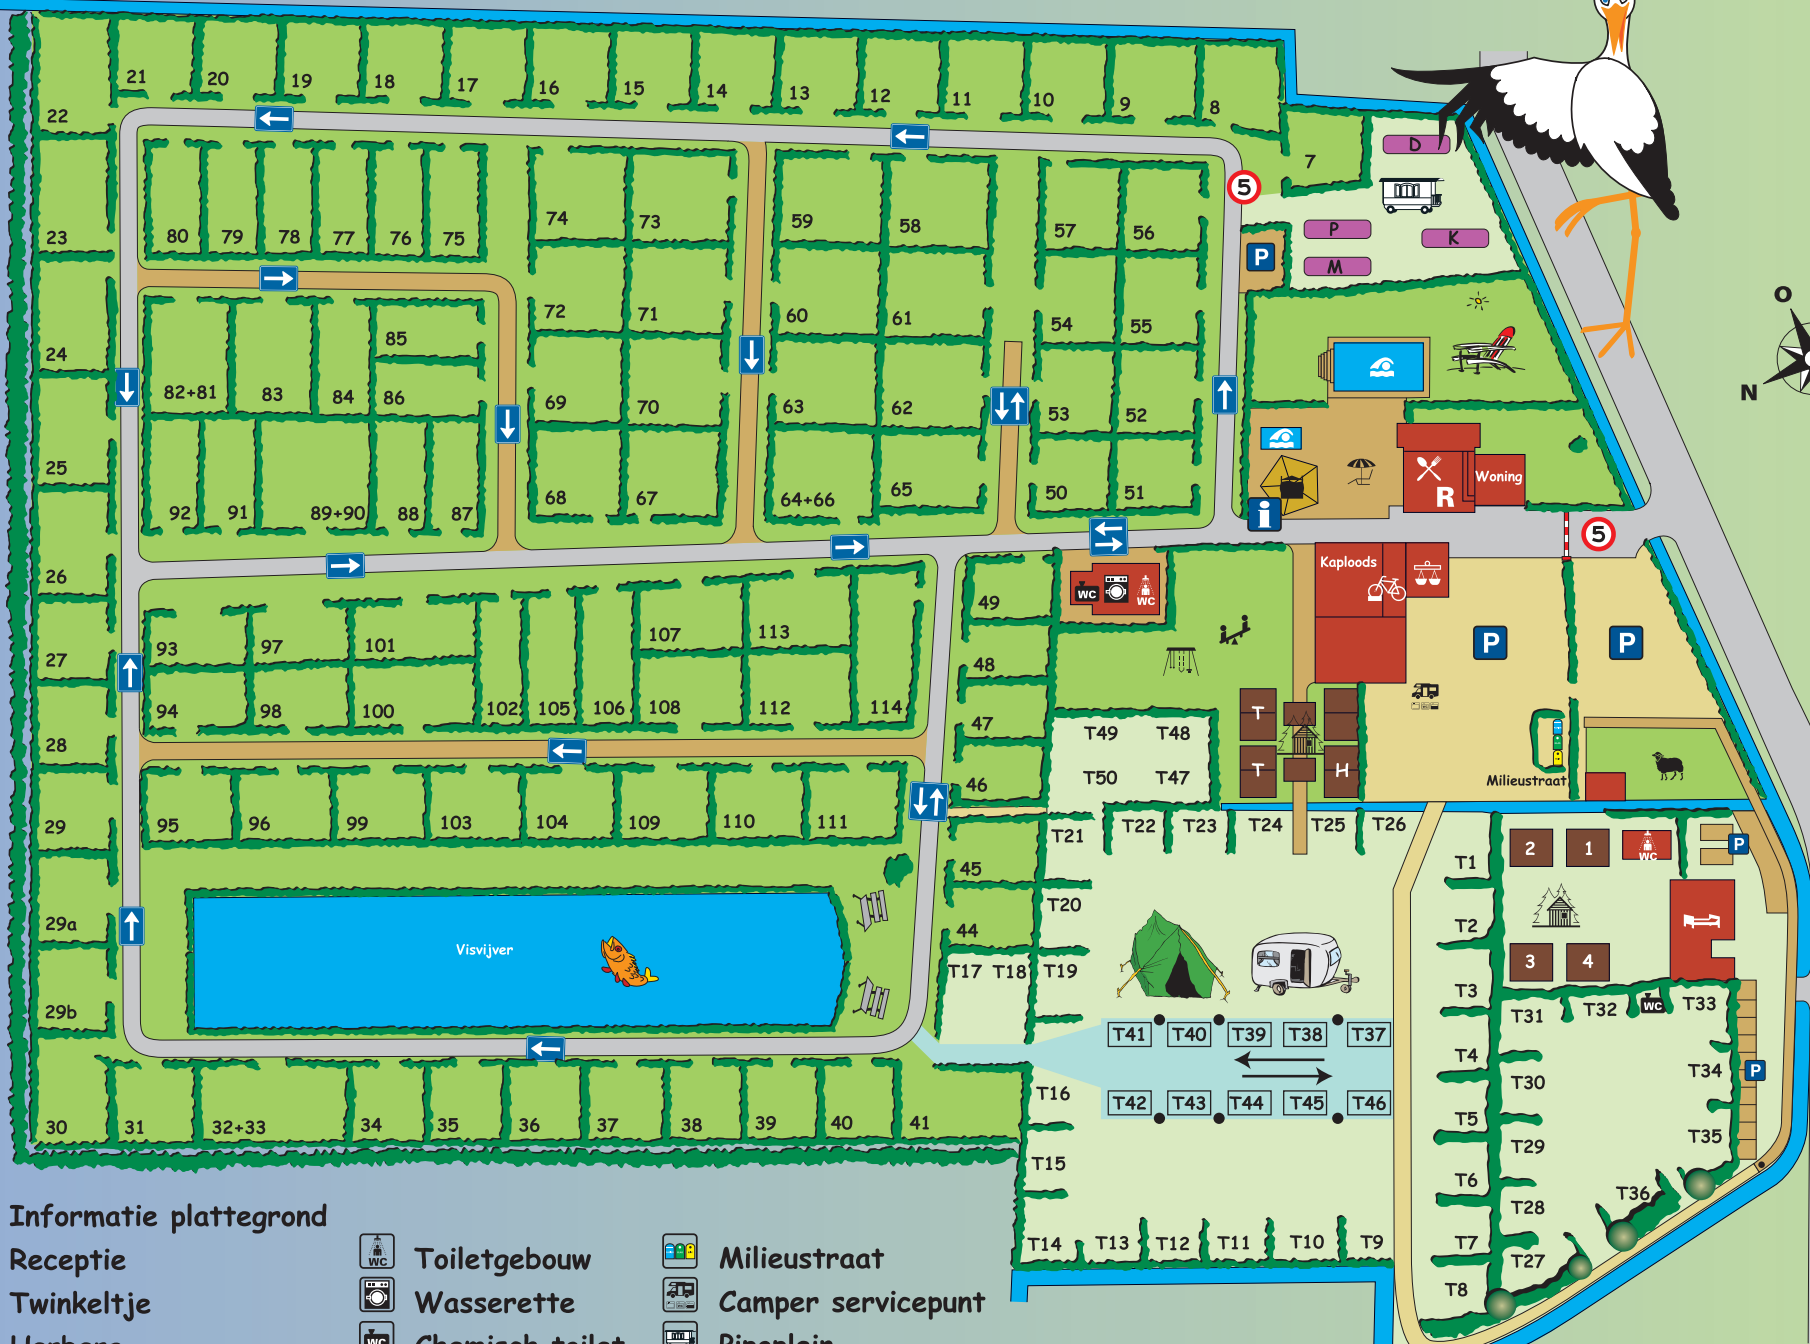 21 20 19 18 17 16 15 14 13 12 11 10 9 8
22
7
D
5
P
K
M
P
23
80 79 78 77 76 75
74 73
59 58
57 56
72 71
60 61
54 55
24
85
82+81 83 84 86
69 70
63 62
53 52
25
92 91 89+90 88 87
68 67
64+66 65
50 51
i
R
Woning
O
N
5
26
Kaploods
WC
WC
49
27
93 97 101
107 113
48
P
P
94 98 100 102 105 106 108 112 114
47
28
T49 T48
T50 T47
T
T
H
46
Milieustraat
29
95 96 99 103 104 109 110 111
T21 T22 T23 T24 T25 T26
T1
2 1
WC
P
45
T20
29a
44
T2
Visvijver
T17 T18 T19
3 4
29b
T3
T31 T32 WC T33
T41 T40 T39 T38 T37
T4
T30
T34
P
T42 T43 T44 T45 T46
T16
T5
T29
T35
30 31 32+33 34 35 36 37 38 39 40 41
T15
T6
T28
T36
T14 T13 T12 T11 T10 T9
T7
T27
T8
Informatie plattegrond
Receptie
WC
Toiletgebouw
Milieustraat
Twinkeltje
Wasserette
Camper servicepunt
Herberg
WC
Chemisch toilet
Pipoplein